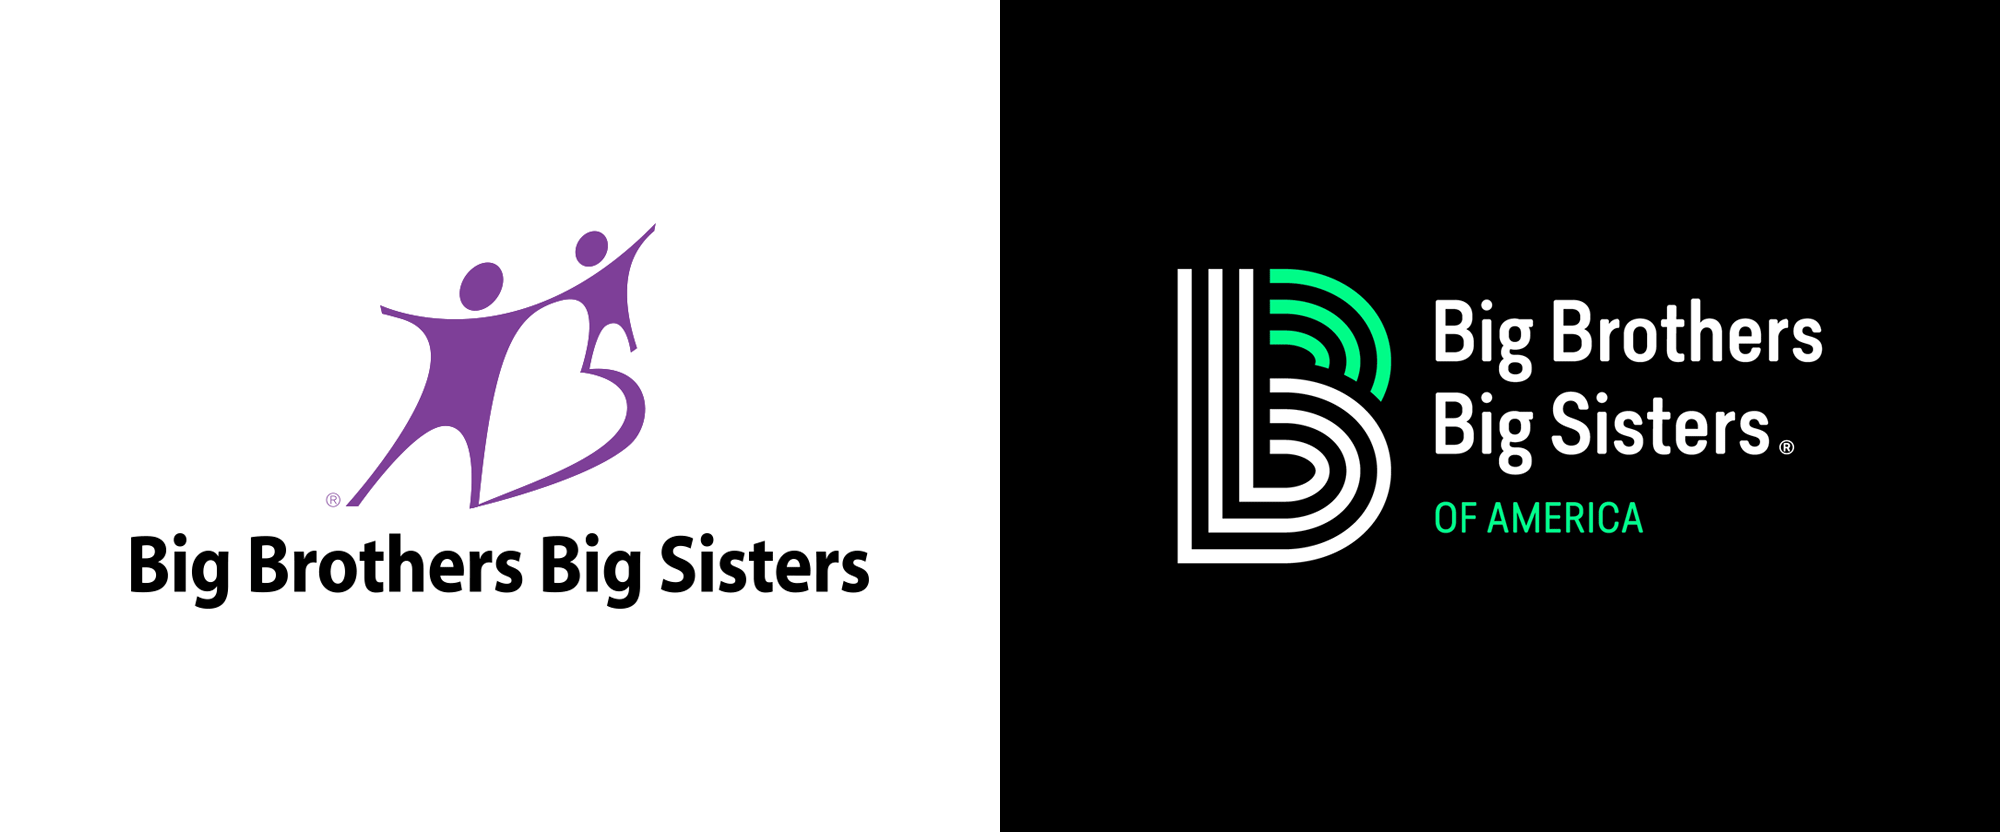 ®
Big Brothers Big Sisters
Big Brothers
Big Sisters®
OF AMERICA